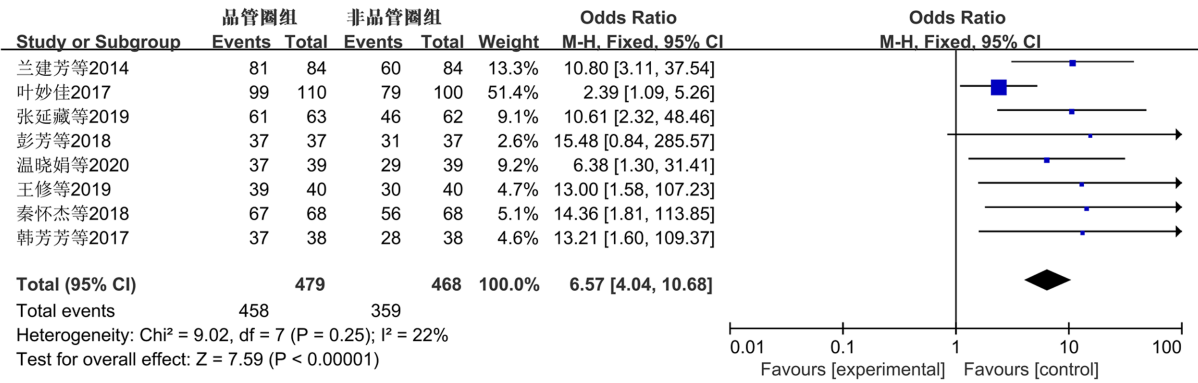 品管圈组 非品管圈组 Odds Ratio Odds Ratio
Study or Subgroup Events Total Events Total Weight M-H, Fixed, 95% CI M-H, Fixed, 95% CI
兰建芳等2014 81 84 60 84 13.3% 10.80 [3.11, 37.54]
叶妙佳2017 99 110 79 100 51.4% 2.39 [1.09, 5.26]
张延藏等2019 61 63 46 62 9.1% 10.61 [2.32, 48.46]
彭芳等2018 37 37 31 37 2.6% 15.48 [0.84, 285.57]
温晓娟等2020 37 39 29 39 9.2% 6.38 [1.30, 31.41]
王修等2019 39 40 30 40 4.7% 13.00 [1.58, 107.23]
秦怀杰等2018 67 68 56 68 5.1% 14.36 [1.81, 113.85]
韩芳芳等2017 37 38 28 38 4.6% 13.21 [1.60, 109.37]
Total (95% CI) 479 468 100.0% 6.57 [4.04, 10.68]
Total events 458 359
Heterogeneity: Chi² = 9.02, df = 7 (P = 0.25); I² = 22%
Test for overall effect: Z = 7.59 (P < 0.00001)
0.01 0.1 1 10 100
Favours [experimental] Favours [control]